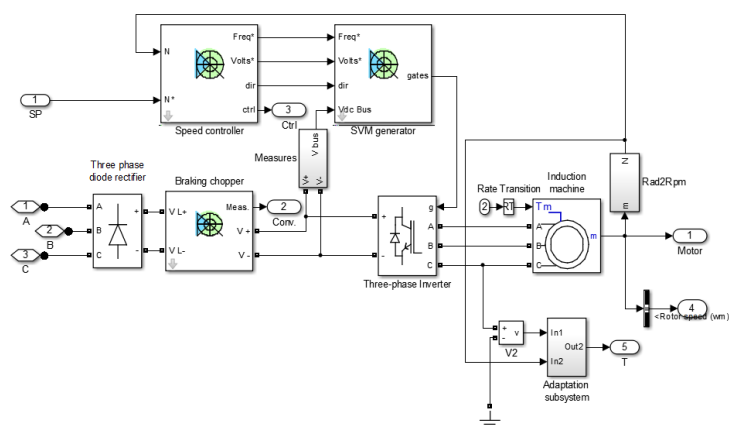 N
N*
Freq*
Volts*
dir
ctrl
Speed controller
1
SP
3
Ctrl
Freq*
Volts*
dir
Vdc Bus
gates
SVM generator
V bus
V+
V-
Measures
Three phase
diode rectifier
1
A
2
B
3
C
A
B
C
+
-
Braking chopper
V L+
V L-
Meas.
V +
V -
2
Conv.
g
+
-
A
B
C
Three-phase Inverter
2
Rate Transition
RT
Induction
machine
Tm
A
B
C
m
N
m
Rad2Rpm
1
Motor
4
<Rotor speed (wm)
+
-
v
V2
In1
In2
Out2
Adaptation
subsystem
5
T